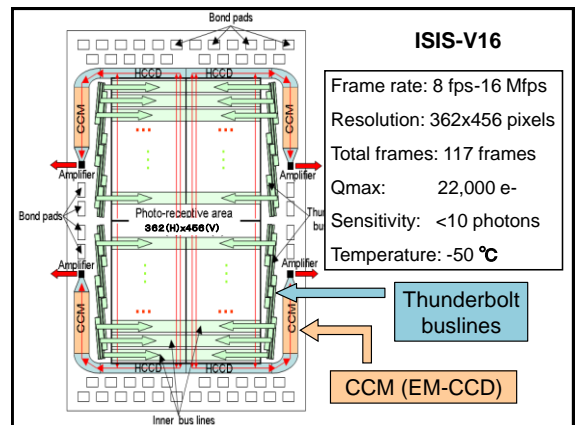 Bond pads
ISIS-V16
HCCD
HCCD
CCM
CCM
Frame rate: 8 fps-16 Mfps
Resolution: 362x456 pixels
Total frames: 117 frames
Qmax: 22,000 e-
Sensitivity: <10 photons
Temperature: -50 ℃
Amplifier
Amplifier
Bond pads
Photo-receptive area
362(H)x456(V)
Amplifier
Amplifier
CCM
CCM
Thunderbolt
buslines
HCCD
HCCD
CCM (EM-CCD)
Inner bus lines